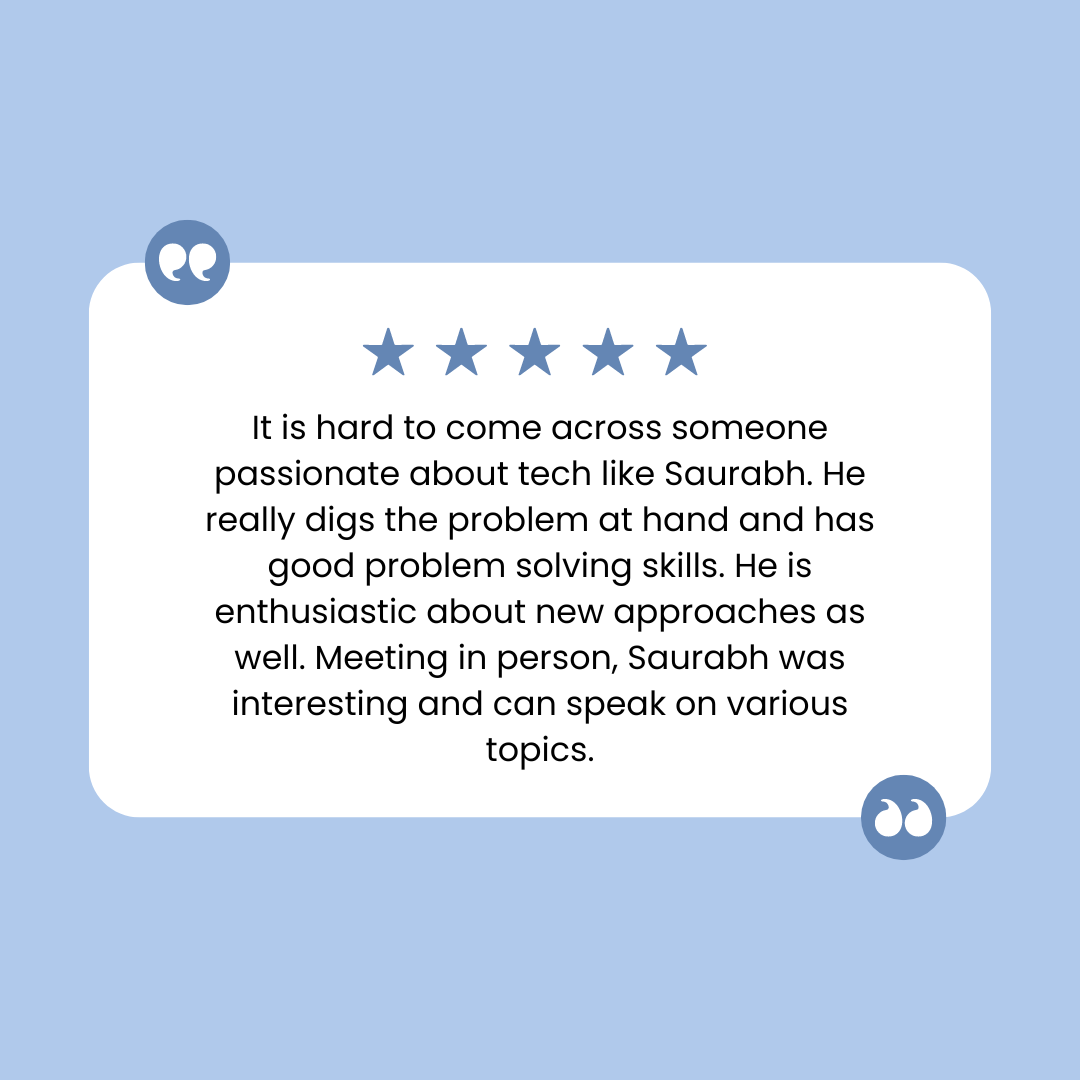 It is hard to come across someone
passionate about tech like Saurabh. He
really digs the problem at hand and has
good problem solving skills. He is
enthusiastic about new approaches as
well. Meeting in person, Saurabh was
interesting and can speak on various
topics.